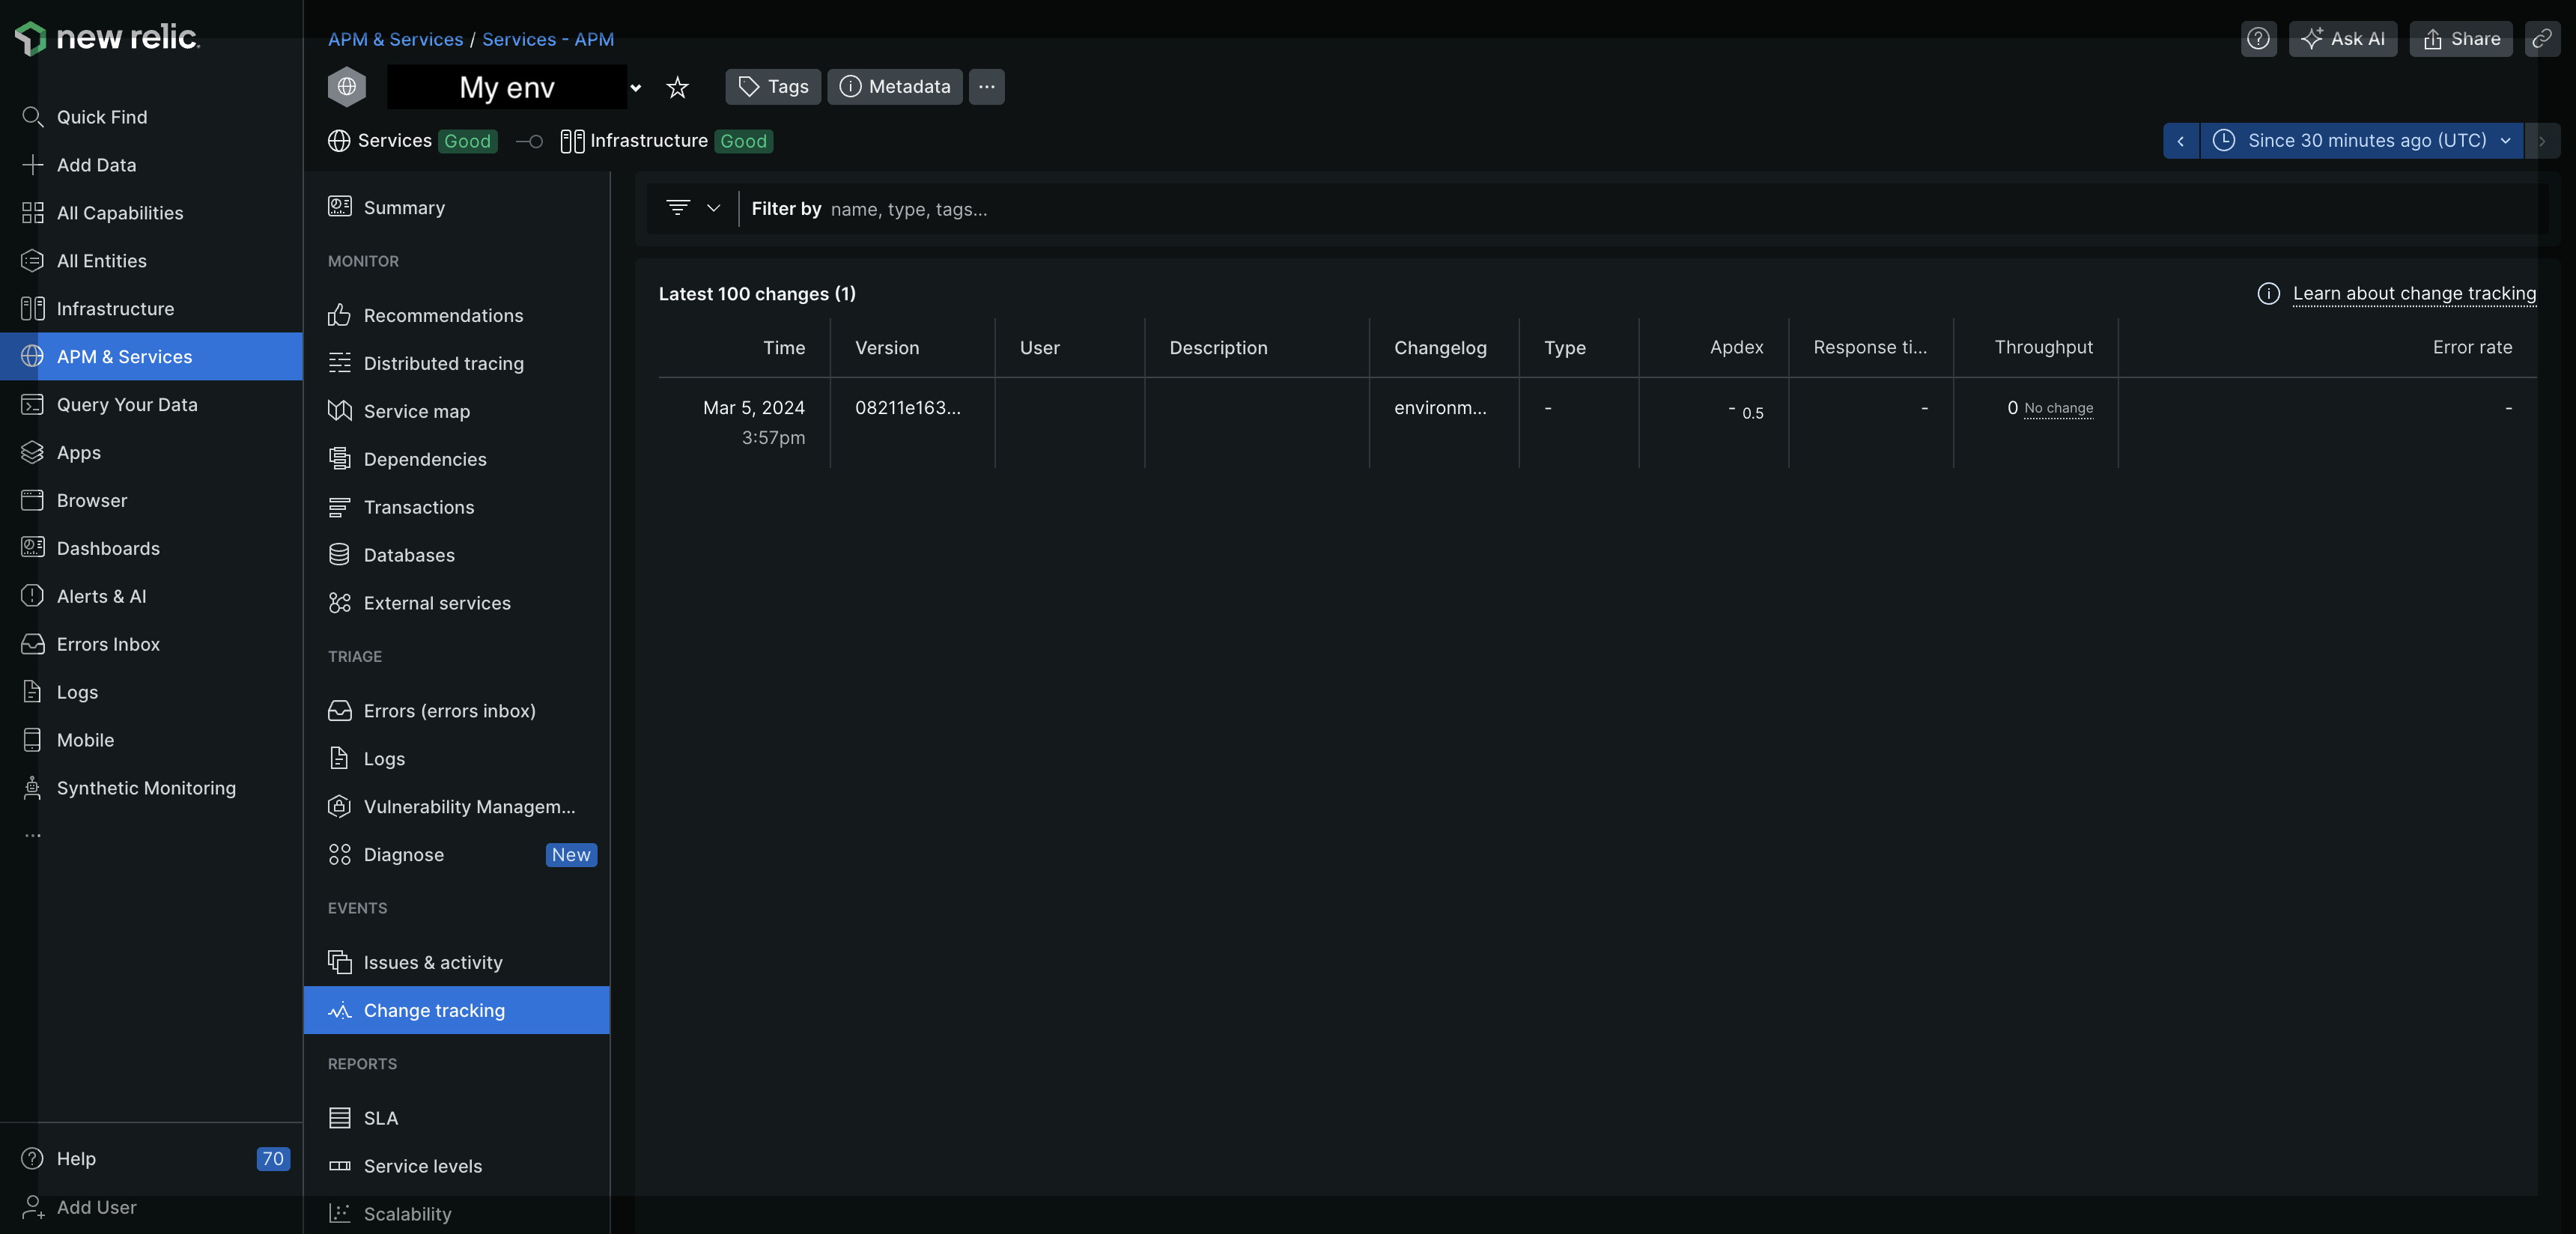 new relic.
Quick Find
Add Data
All Capabilities
All Entities
Infrastructure
APM & Services
Query Your Data
Apps
Browser
Dashboards
Alerts & AI
Errors Inbox
Logs
Mobile
Synthetic Monitoring
...
Help 70
Add User
APM & Services / Services - APM
? Ask AI Share
My env Tags Metadata ...
Services Good Infrastructure Good
Since 30 minutes ago (UTC)
Summary
MONITOR
Recommendations
Distributed tracing
Service map
Dependencies
Transactions
Databases
External services
TRIAGE
Errors (errors inbox)
Logs
Vulnerability Managem...
Diagnose New
EVENTS
Issues & activity
Change tracking
REPORTS
SLA
Service levels
Scalability
Filter by name, type, tags...
Latest 100 changes (1) Learn about change tracking
Time Version User Description Changelog Type Apdex Response ti... Throughput Error rate
Mar 5, 2024 08211e163... environm... - - 0.5 - 0 No change -
3:57pm